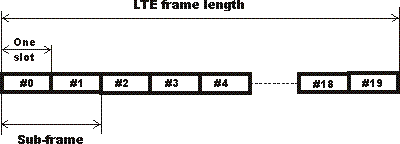 LTE frame length
One
slot
#0 #1 #2 #3 #4 #18 #19
Sub-frame